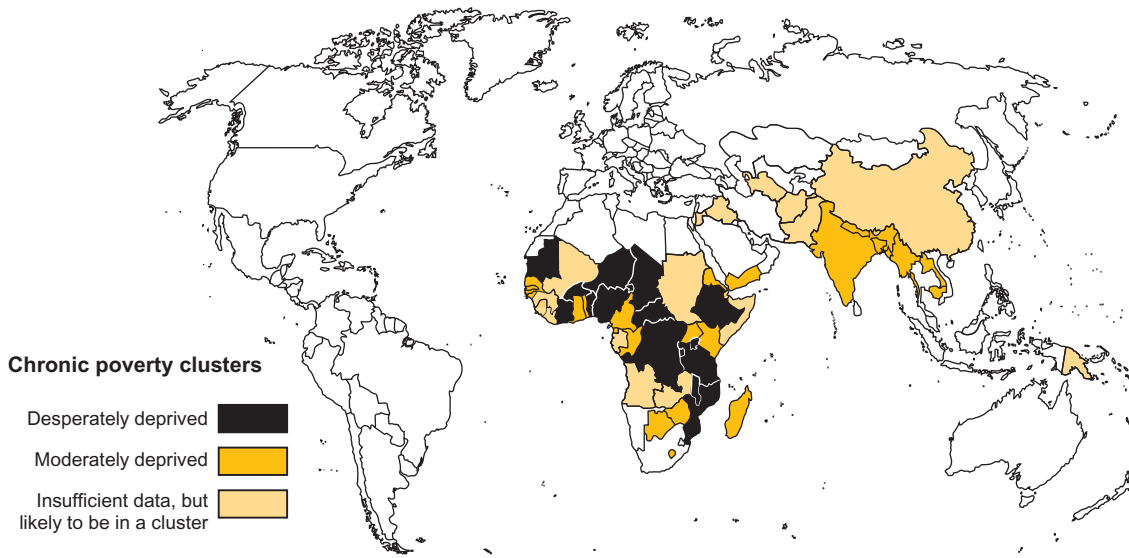 Chronic poverty clusters
Desperately deprived
Moderately deprived
Insufficient data, but
likely to be in a cluster